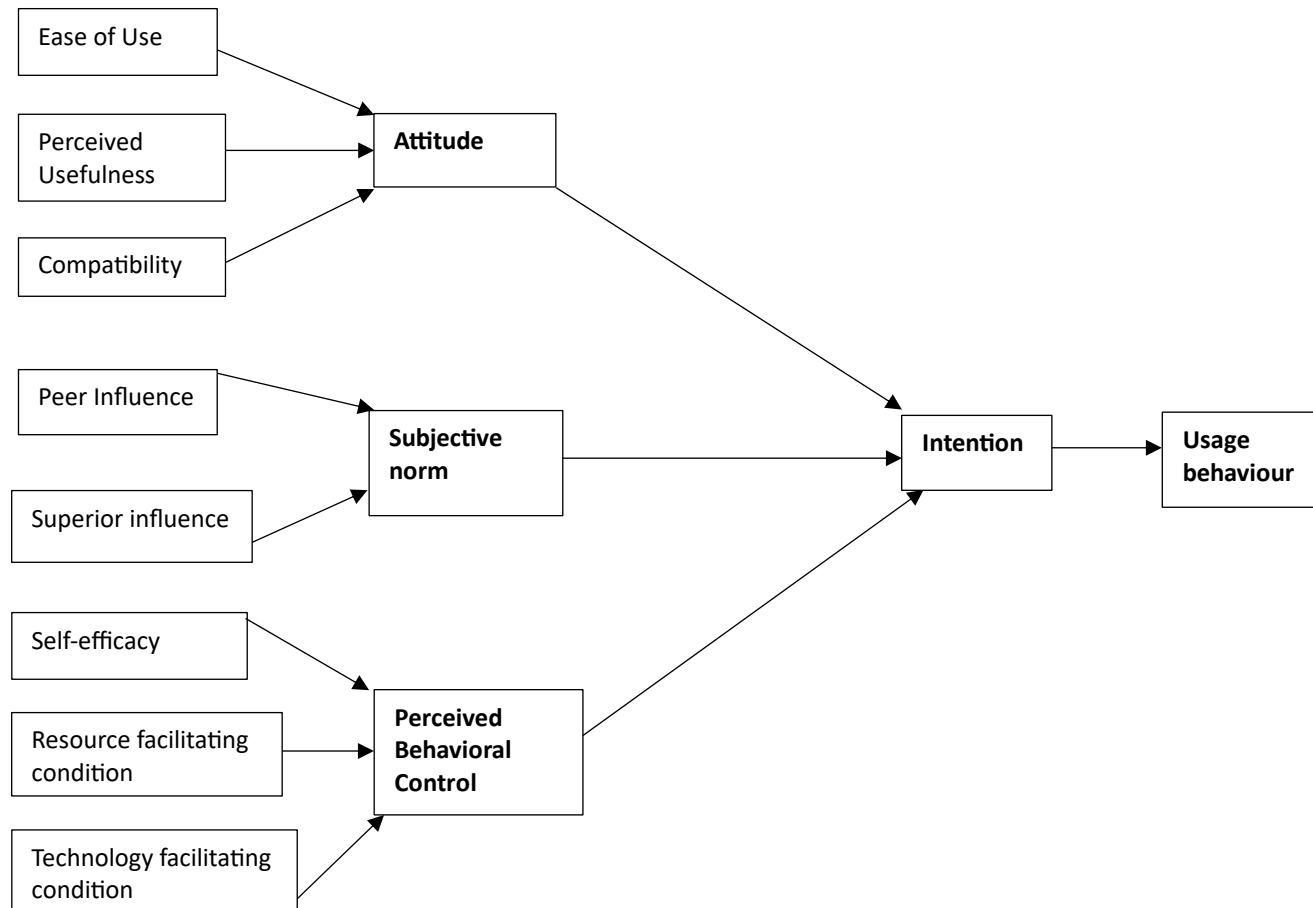 Ease of Use
Perceived
Usefulness
Compatibility
Attitude
Peer Influence
Superior influence
Subjective
norm
Intention
Usage
behaviour
Self-efficacy
Resource facilitating
condition
Technology facilitating
condition
Perceived
Behavioral
Control